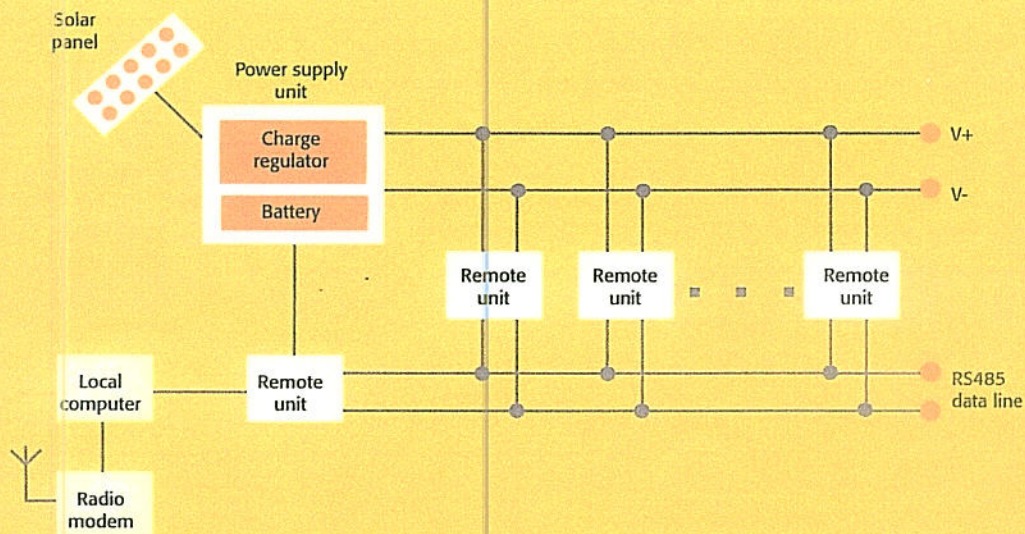 Solar
panel
Power supply
unit
Charge
regulator
Battery
V+
V-
Remote
unit
Remote
unit
Remote
unit
Local
computer
Remote
unit
RS485
data line
Radio
modem